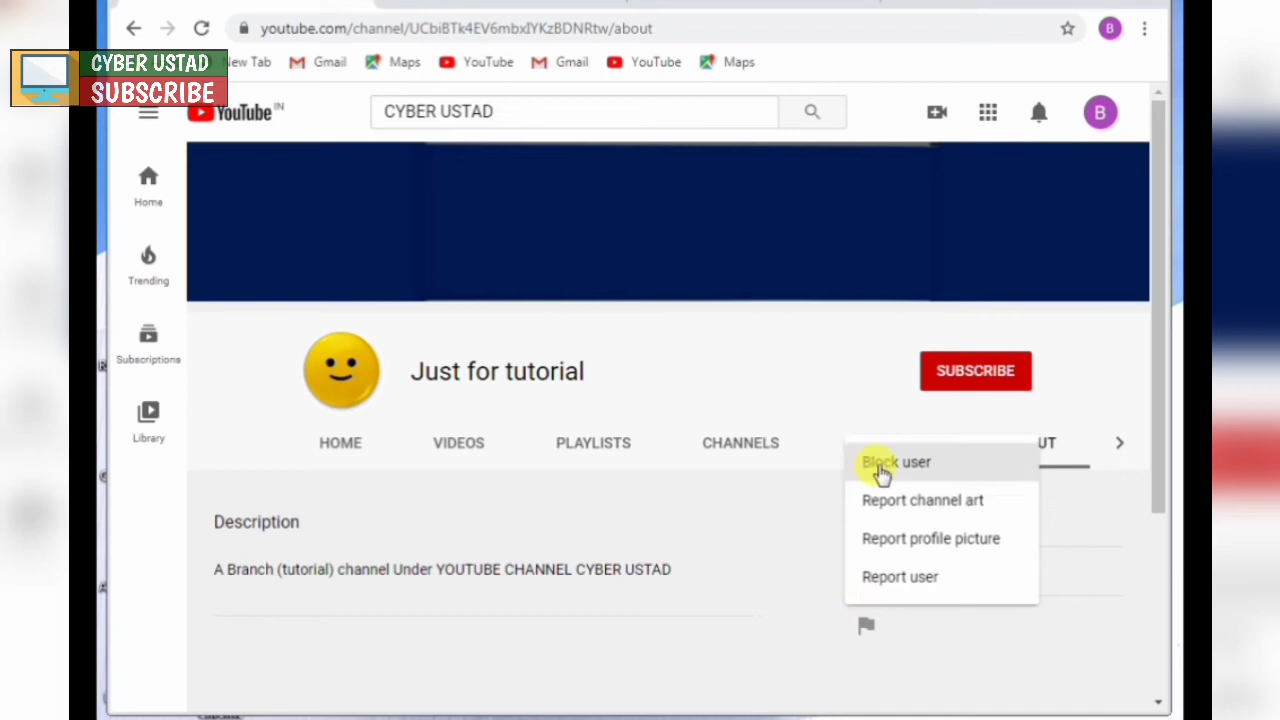 youtube.com/channel/UCbiBTk4EV6mbxIYKzBDNRtw/about
B
CYBER USTAD
SUBSCRIBE
New Tab
Gmail
Maps
YouTube
Gmail
YouTube
Maps
YouTube IN
CYBER USTAD
B
Home
Trending
Subscriptions
Library
Just for tutorial
SUBSCRIBE
HOME
VIDEOS
PLAYLISTS
CHANNELS
UT
Block user
Report channel art
Report profile picture
Report user
Description
A Branch (tutorial) channel Under YOUTUBE CHANNEL CYBER USTAD